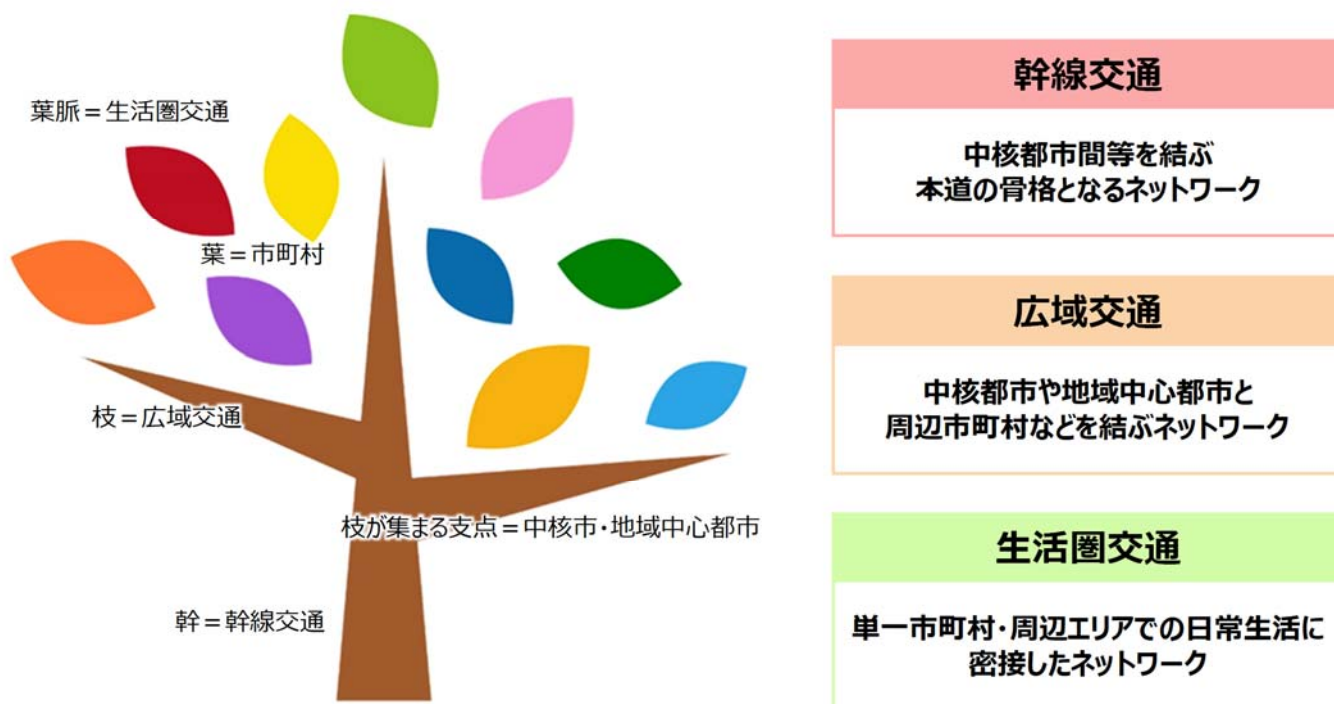 葉脈＝生活圏交通
葉＝市町村
枝＝広域交通
枝が集まる支点＝中核市・地域中心都市
幹＝幹線交通
幹線交通
中核都市間等を結ぶ
本道の骨格となるネットワーク
広域交通
中核都市や地域中心都市と
周辺市町村などを結ぶネットワーク
生活圏交通
単一市町村・周辺エリアでの日常生活に
密接したネットワーク